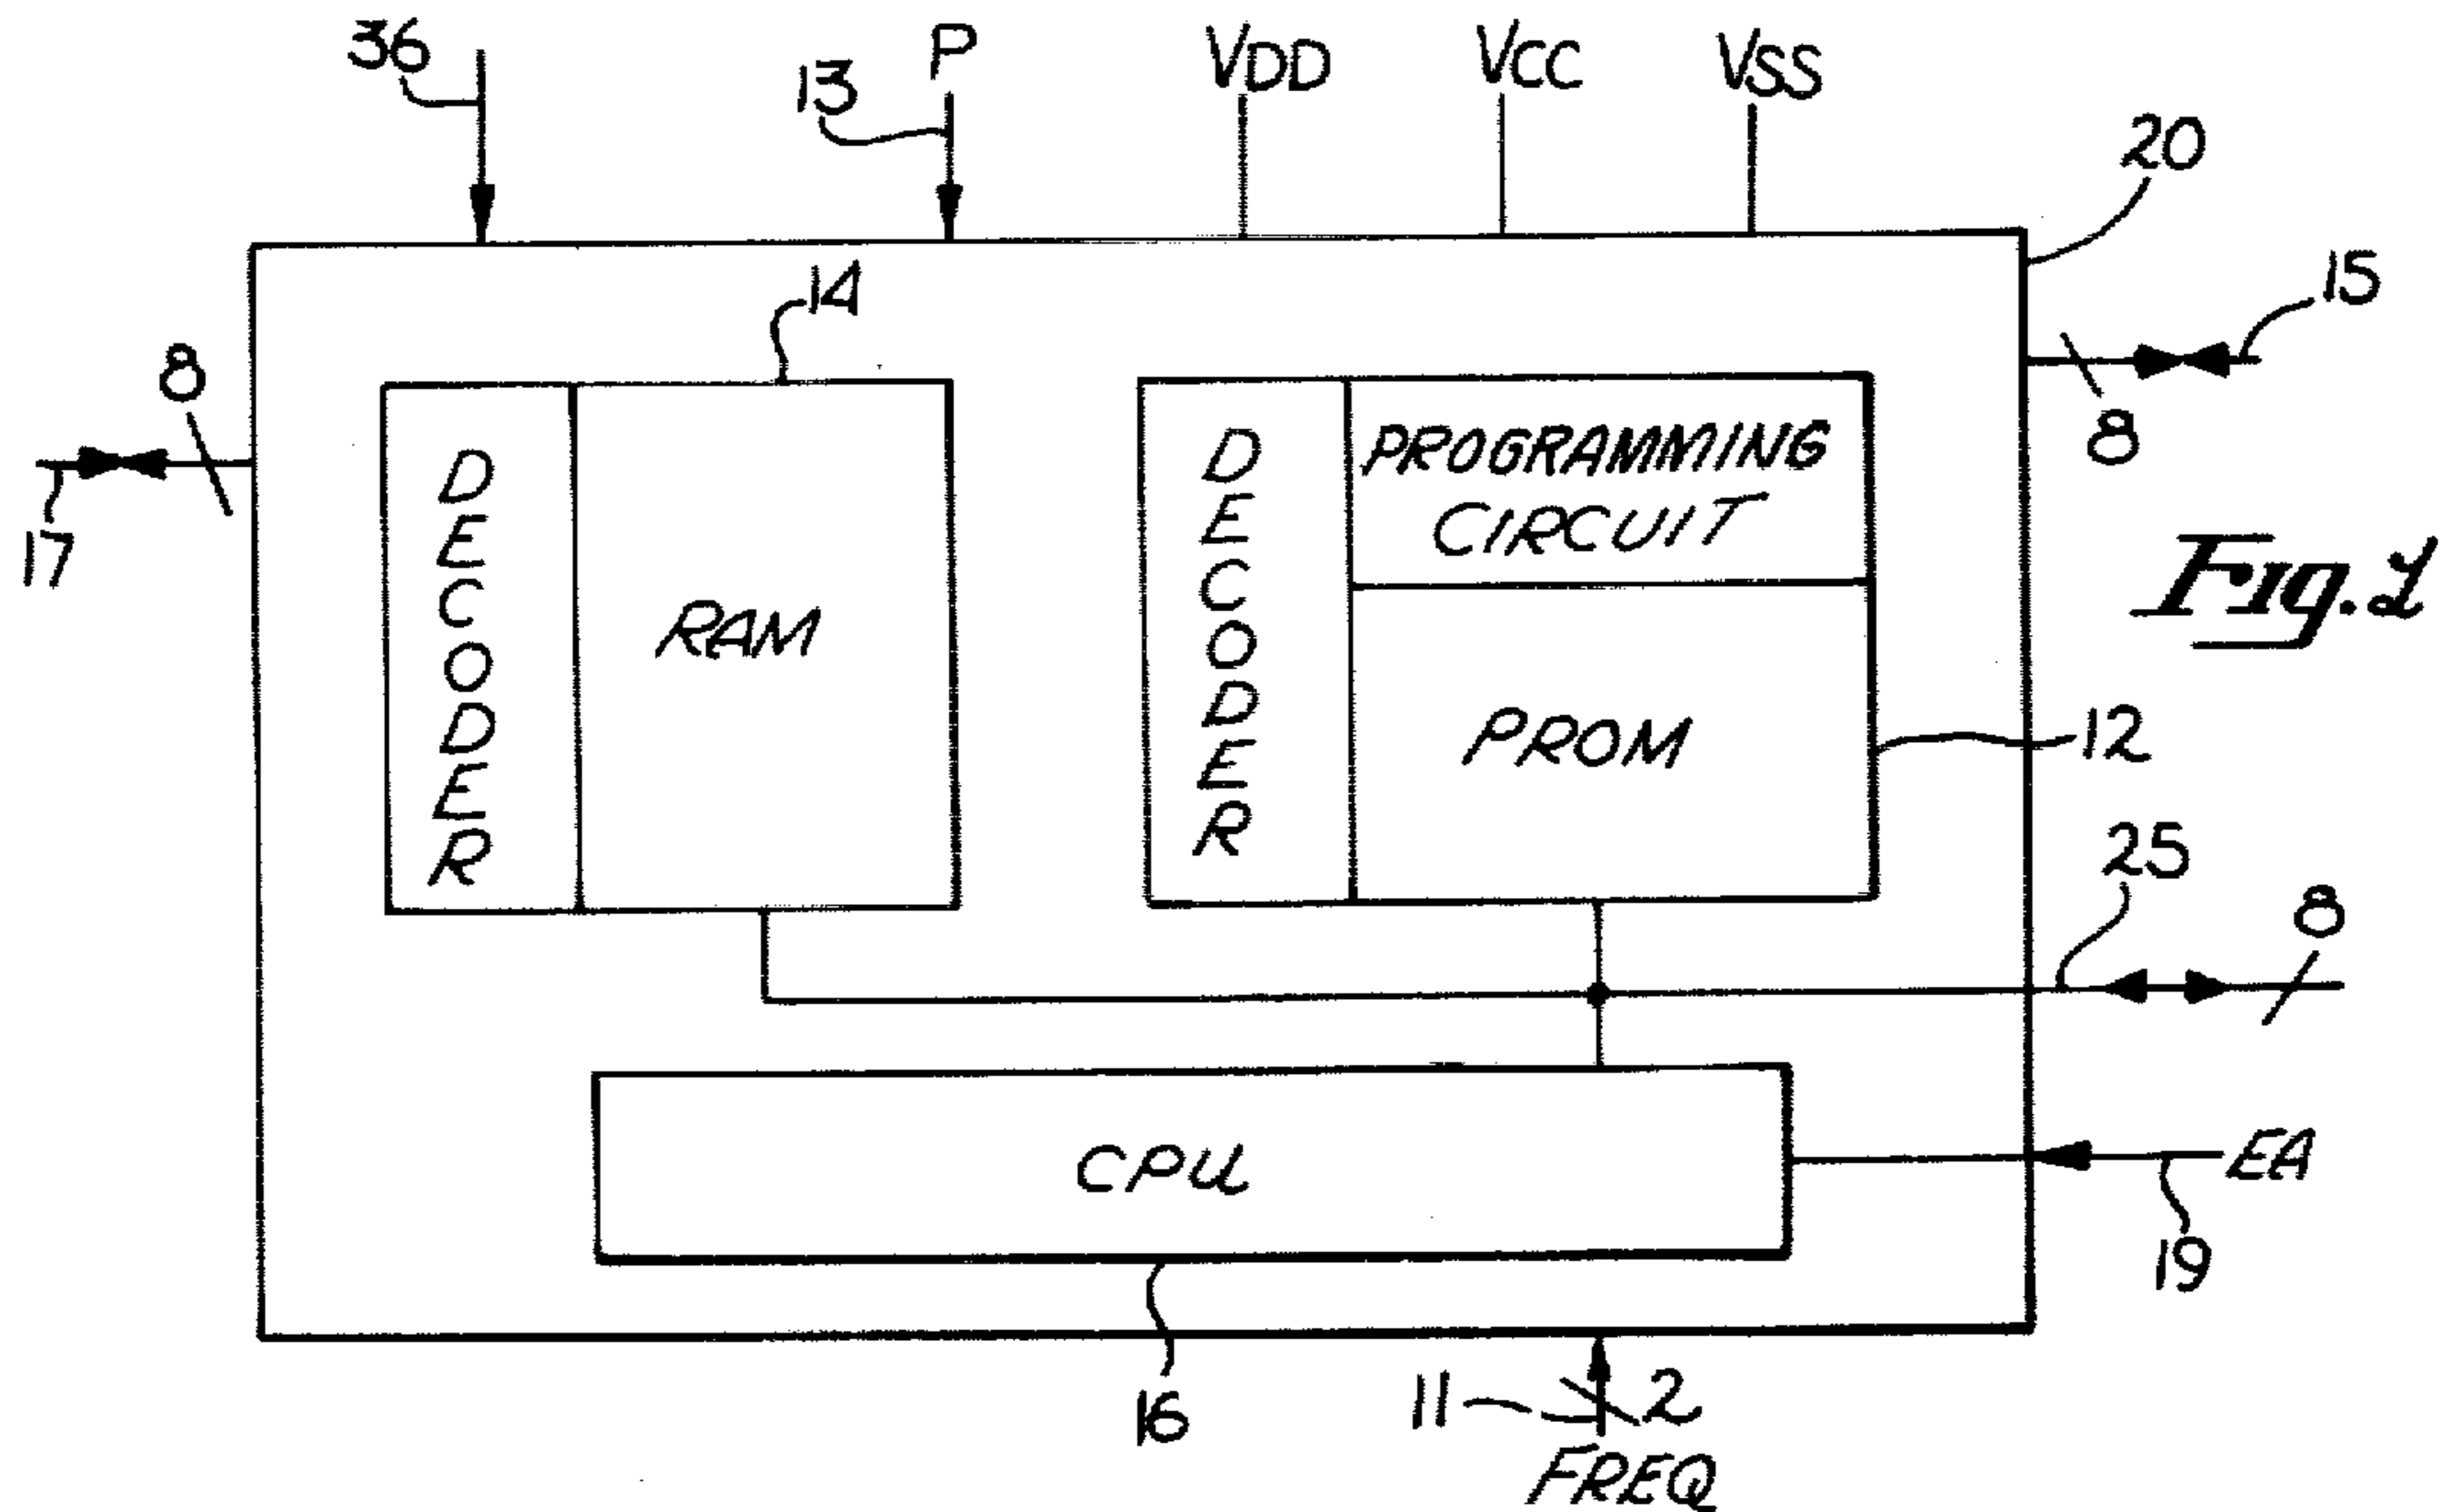 36
13
P
VDD
VCC
VSS
20
15
14
8
8
17
DECODER
RAM
DECODER
PROGRAMMING
CIRCUIT
PROM
Fig. 1
12
25
8
CPU
EA
19
16
11
2
FREQ